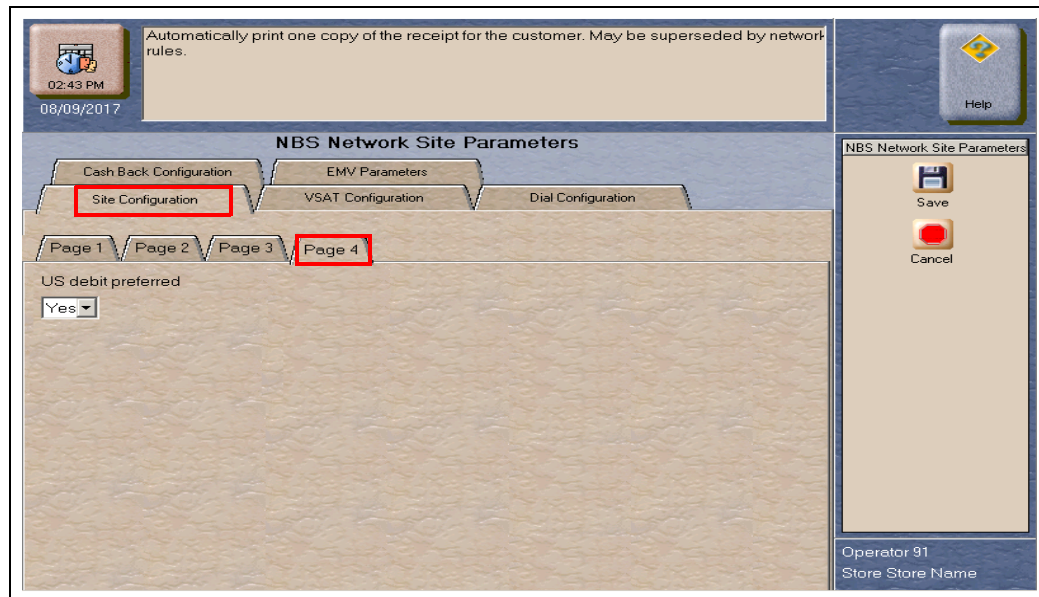 Automatically print one copy of the receipt for the customer. May be superseded by network
rules.
02:43 PM
08/09/2017
Help
NBS Network Site Parameters
Cash Back Configuration
EMV Parameters
Site Configuration
VSAT Configuration
Dial Configuration
Page 1
Page 2
Page 3
Page 4
US debit preferred
Yes
NBS Network Site Parameters
Save
Cancel
Operator 91
Store Store Name